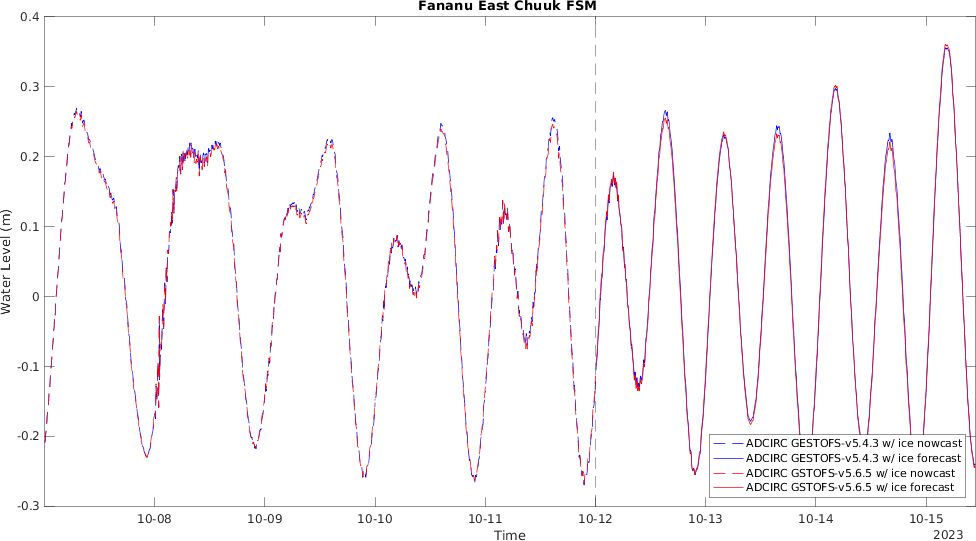 Fananu East Chuuk FSM
0.4
0.3
0.2
0.1
0
-0.1
-0.2
-0.3
Water Level (m)
10-08 10-09 10-10 10-11 10-12 10-13 10-14 10-15
Time
2023
ADCIRC GESTOFS-v5.4.3 w/ ice nowcast
ADCIRC GESTOFS-v5.4.3 w/ ice forecast
ADCIRC GSTOFS-v5.6.5 w/ ice nowcast
ADCIRC GSTOFS-v5.6.5 w/ ice forecast